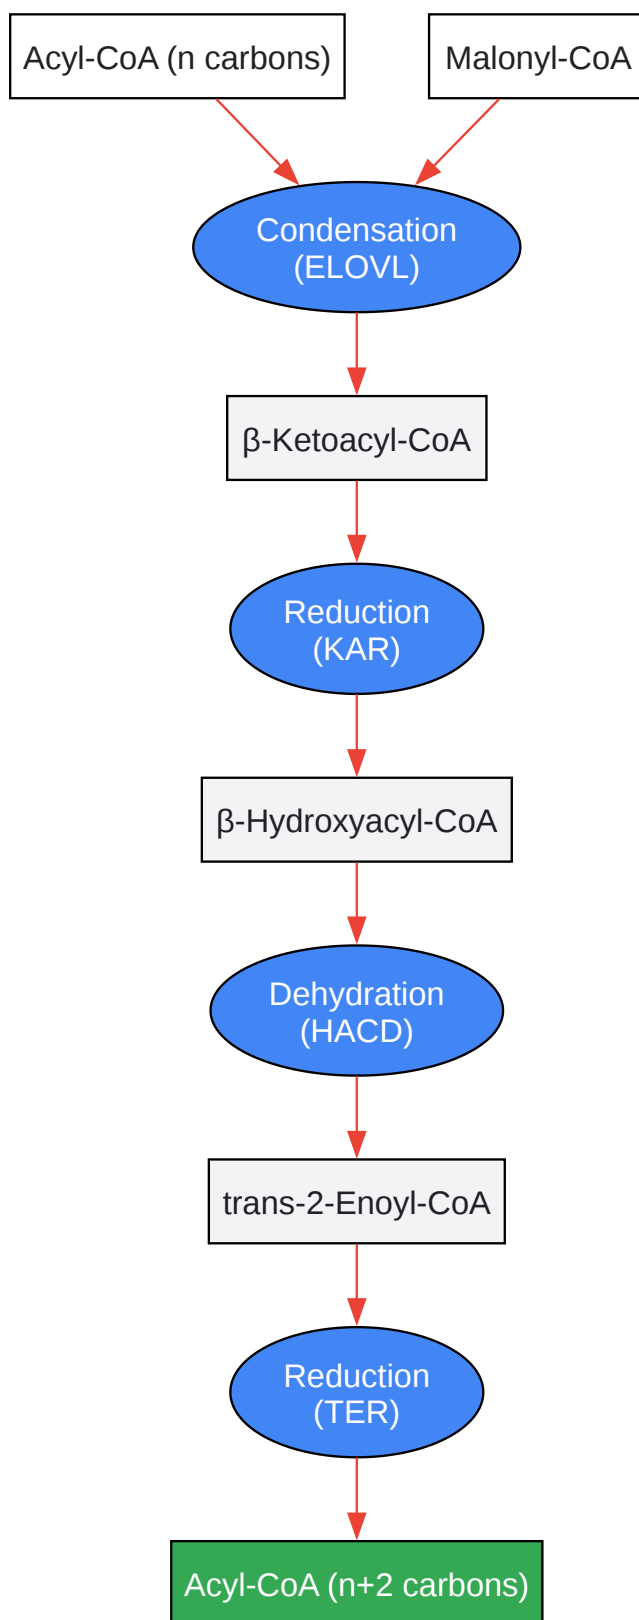 Acyl-CoA (n carbons)
Malonyl-CoA
Condensation
(ELOVL)
β-Ketoacyl-CoA
Reduction
(KAR)
β-Hydroxyacyl-CoA
Dehydration
(HACD)
trans-2-Enoyl-CoA
Reduction
(TER)
Acyl-CoA (n+2 carbons)